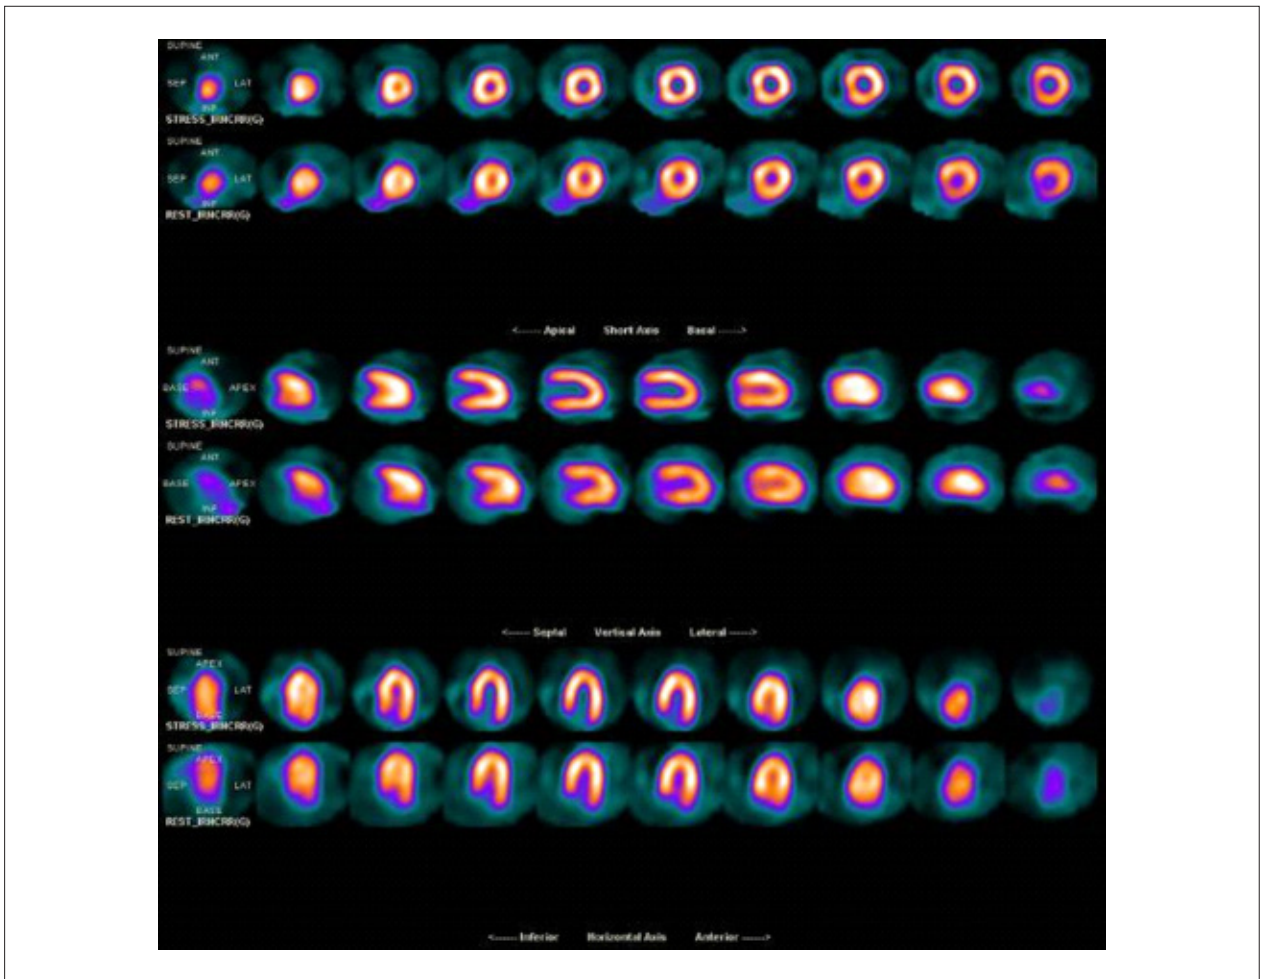 SUPINE
ANT
SEP LAT
INF
STRESS_IRNCRR(G)
SUPINE
ANT
SEP LAT
INF
REST_IRNCRR(G)
<------ Apical Short Axis Basal ------>
SUPINE
ANT
BASE APEX
INF
STRESS_IRNCRR(G)
SUPINE
ANT
BASE APEX
INF
REST_IRNCRR(G)
<------ Septal Vertical Axis Lateral ------>
SUPINE
APEX
SEP LAT
BASE
STRESS_IRNCRR(G)
SUPINE
APEX
SEP LAT
BASE
REST_IRNCRR(G)
<------ Inferior Horizontal Axis Anterior ------>